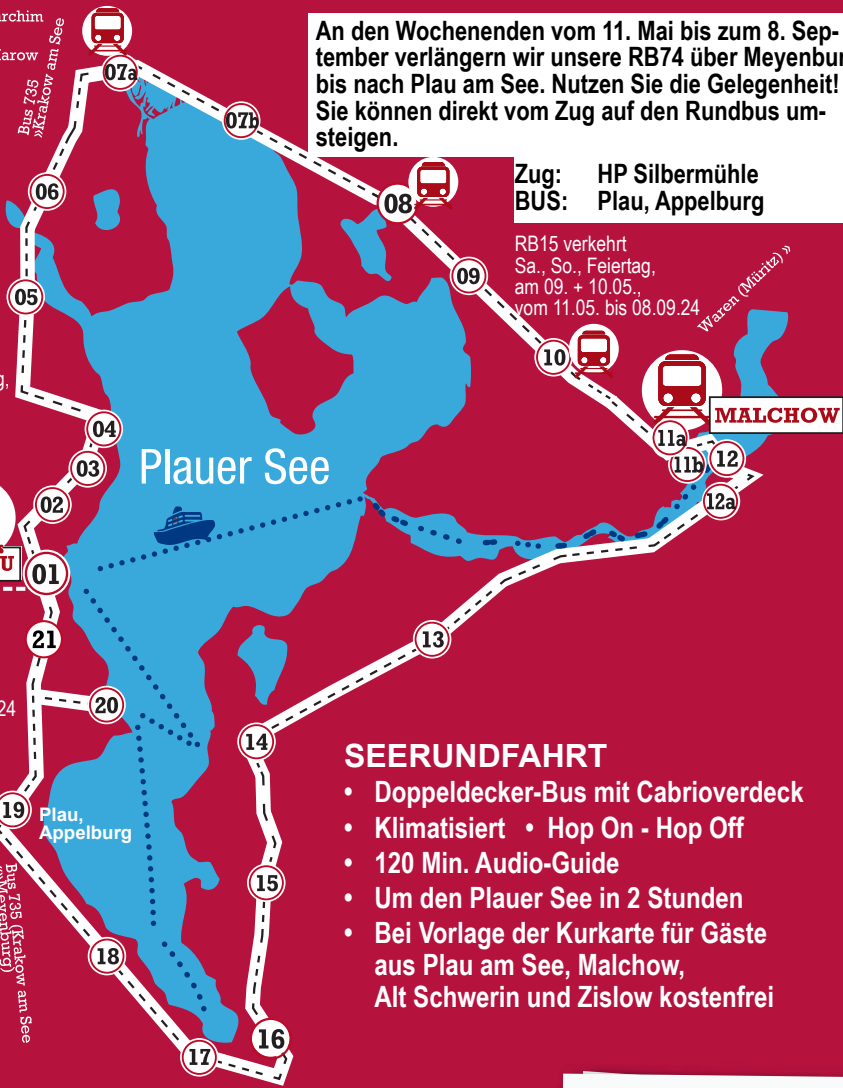 An den Wochenenden vom 11. Mai bis zum 8. Sep-
tember verlängern wir unsere RB74 über Meyenbur
bis nach Plau am See. Nutzen Sie die Gelegenheit!
Sie können direkt vom Zug auf den Rundbus um-
steigen.
Zug: HP Silbermühle
BUS: Plau, Appelburg
RB15 verkehrt
Sa., So., Feiertag,
am 09. + 10.05.,
vom 11.05. bis 08.09.24
Waren (Müritz) »
archim
Karow
Bus 735
»Krakow am See
07a
07b
06
08
05
09
10
g,
04
11a
MALCHOW
03
11b
12
Plauer See
02
12a
U
01
21
13
24
20
14
19
Plau,
Appelburg
15
Bus 735 (Krakow am See
»Meyenburg)
18
16
17
SEERUNDFAHRT
• Doppeldecker-Bus mit Cabrioverdeck
• Klimatisiert • Hop On - Hop Off
• 120 Min. Audio-Guide
• Um den Plauer See in 2 Stunden
• Bei Vorlage der Kurkarte für Gäste
aus Plau am See, Malchow,
Alt Schwerin und Zislow kostenfrei